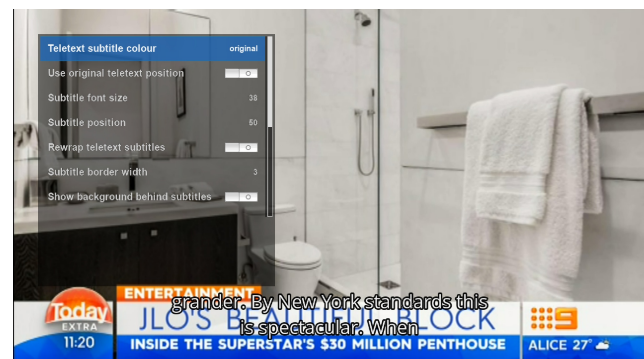 Teletext subtitle colour original
Use original teletext position
Subtitle font size 38
Subtitle position 50
Rewrap teletext subtitles
Subtitle border width 3
Show background behind subtitles
ENTERTAINMENT
grander. By New York standards this
is spectacular. When
Today
EXTRA
11:20
JLO'S BEAUTIFUL BLOCK
INSIDE THE SUPERSTAR'S $30 MILLION PENTHOUSE
9
ALICE 27°